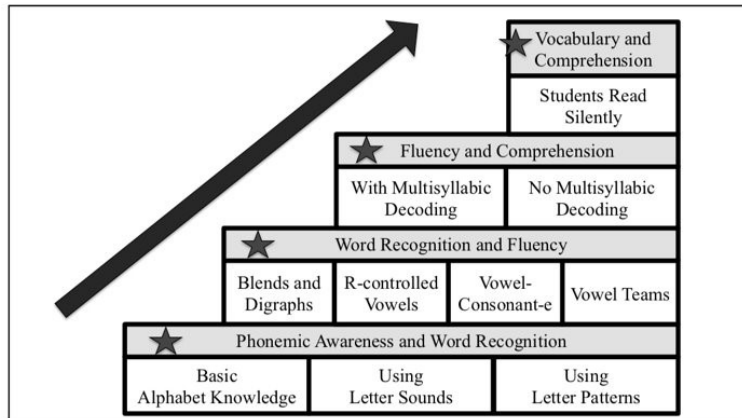 Vocabulary and
Comprehension
Students Read
Silently
Fluency and Comprehension
With Multisyllabic
Decoding
No Multisyllabic
Decoding
Word Recognition and Fluency
Blends and
Digraphs
R-controlled
Vowels
Vowel-
Consonant-e
Vowel Teams
Phonemic Awareness and Word Recognition
Basic
Alphabet Knowledge
Using
Letter Sounds
Using
Letter Patterns